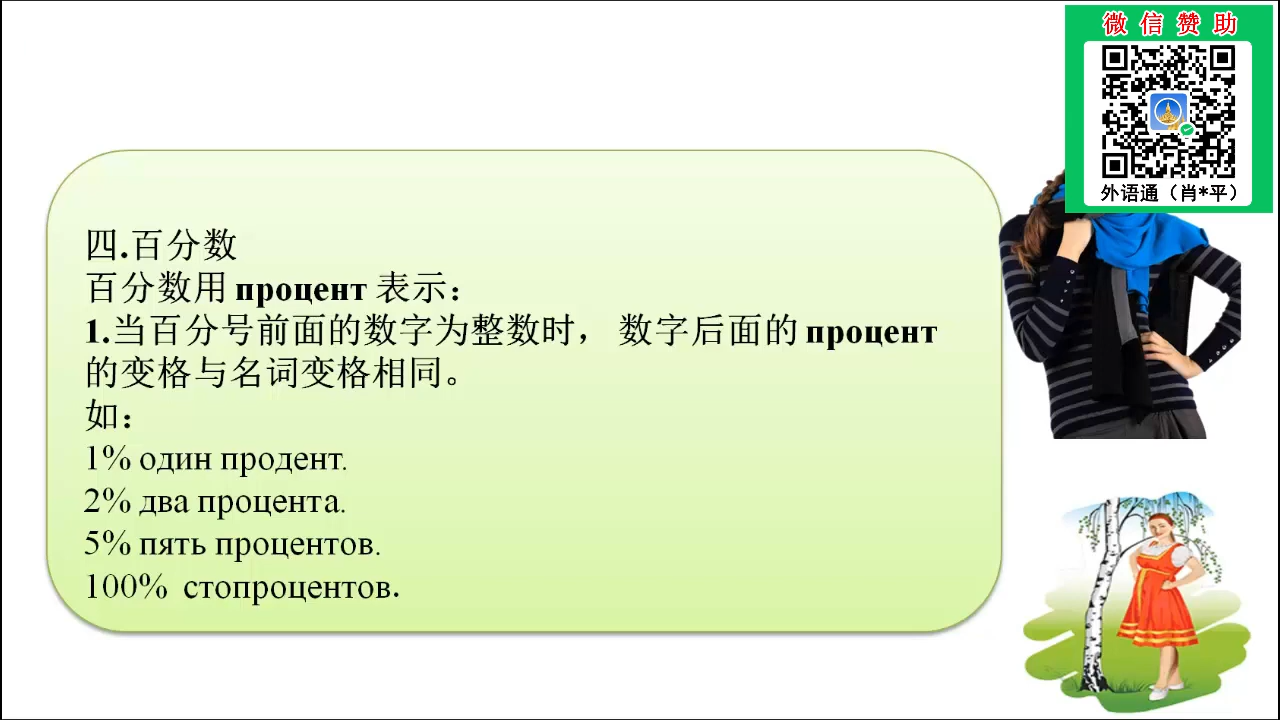 微信赞助
外语通（肖*平）
四.百分数
百分数用 процент 表示：
1.当百分号前面的数字为整数时， 数字后面的 процент
的变格与名词变格相同。
如：
1% один продент.
2% два процента.
5% пять процентов.
100% стопроцентов.